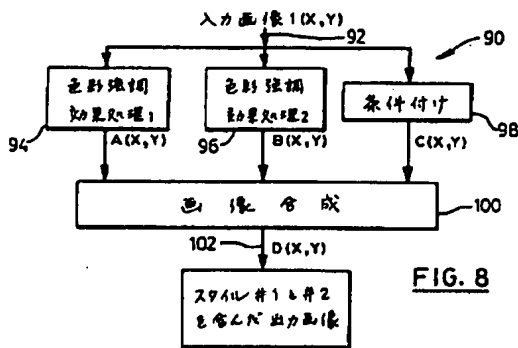 入力画像1(X,Y)
92
90
色彩強調
効果処理1
94
色彩強調
効果処理2
96
条件付け
98
A(X,Y)
B(X,Y)
C(X,Y)
画像合成
100
102
D(X,Y)
スタイル#1と#2
を含んだ出力画像
FIG. 8